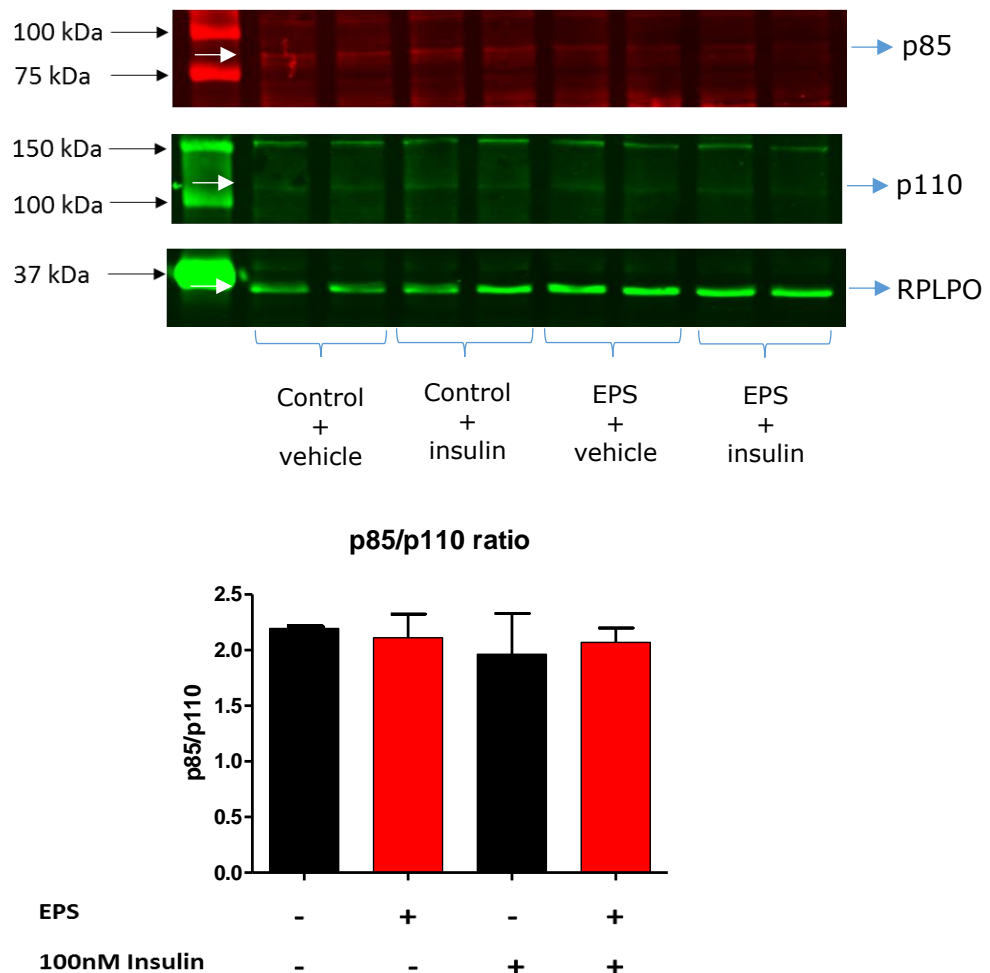 100 kDa
p85
75 kDa
150 kDa
p110
100 kDa
37 kDa
RPLPO
Control
+
vehicle
Control
+
insulin
EPS
+
vehicle
EPS
+
insulin
p85/p110 ratio
2.5
2.0
1.5
1.0
0.5
0.0
p85/p110
EPS - + - +
100nM Insulin - - + +